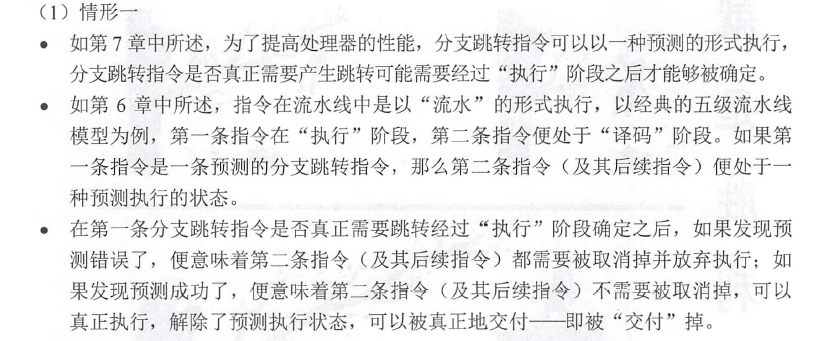 （1）情形一
● 如第 7 章中所述，为了提高处理器的性能，分支跳转指令可以以一种预测的形式执行，
分支跳转指令是否真正需要产生跳转可能需要经过“执行”阶段之后才能够被确定。
● 如第 6 章中所述，指令在流水线中是以“流水”的形式执行，以经典的五级流水线
模型为例，第一条指令在“执行”阶段，第二条指令便处于“译码”阶段。如果第
一条指令是一条预测的分支跳转指令，那么第二条指令（及其后续指令）便处于一
种预测执行的状态。
● 在第一条分支跳转指令是否真正需要跳转经过“执行”阶段确定之后，如果发现预
测错误了，便意味着第二条指令（及其后续指令）都需要被取消掉并放弃执行；如
果发现预测成功了，便意味着第二条指令（及其后续指令）不需要被取消掉，可以
真正执行，解除了预测执行状态，可以被真正地交付——即被“交付”掉。